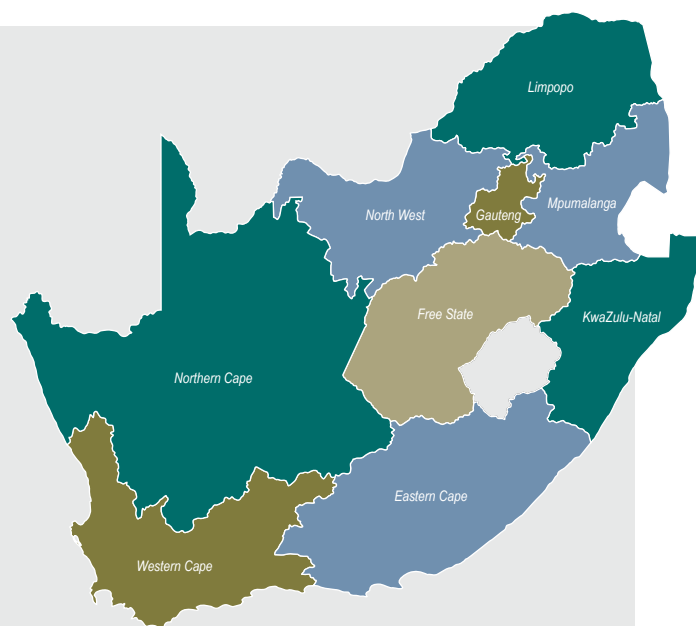 Limpopo
Mpumalanga
North West
Gauteng
Free State
KwaZulu-Natal
Northern Cape
Eastern Cape
Western Cape